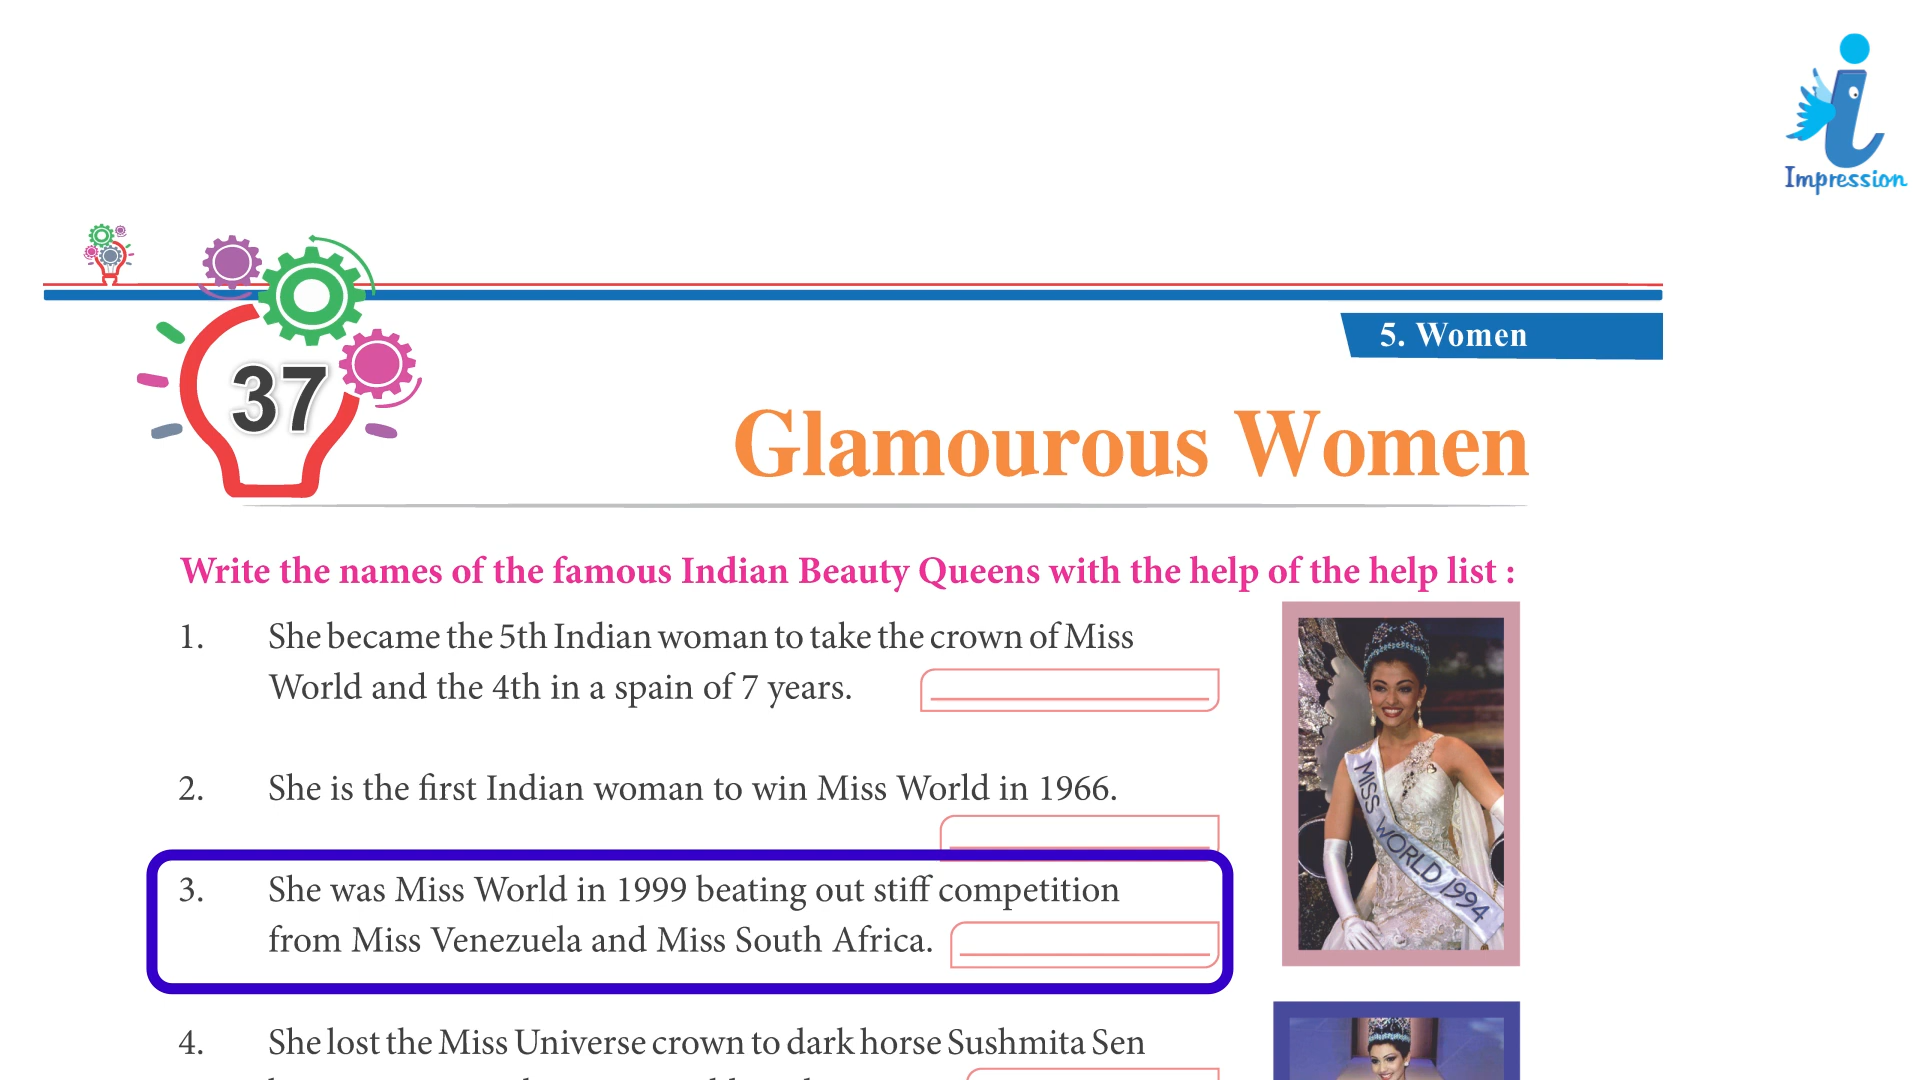 Impression
5. Women
37
Glamourous Women
Write the names of the famous Indian Beauty Queens with the help of the help list :
1. She became the 5th Indian woman to take the crown of Miss
World and the 4th in a spain of 7 years.
2. She is the first Indian woman to win Miss World in 1966.
3. She was Miss World in 1999 beating out stiff competition
from Miss Venezuela and Miss South Africa.
4. She lost the Miss Universe crown to dark horse Sushmita Sen
MISS WORLD 1994